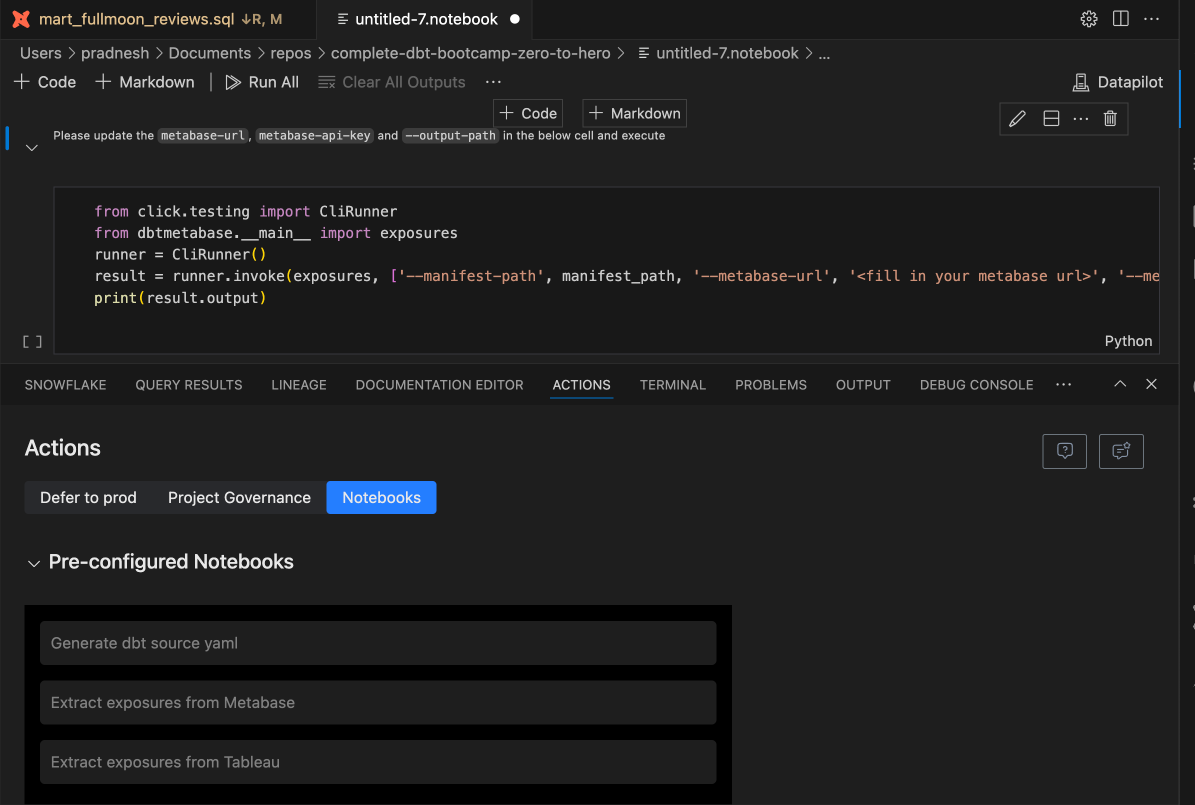 mart_fullmoon_reviews.sql ↓R, M untitled-7.notebook
Users > pradnesh > Documents > repos > complete-dbt-bootcamp-zero-to-hero > untitled-7.notebook > ...
+ Code + Markdown Run All Clear All Outputs ... Datapilot
+ Code + Markdown
Please update the metabase-url, metabase-api-key and --output-path in the below cell and execute
from click.testing import CliRunner
from dbtmetabase.__main__ import exposures
runner = CliRunner()
result = runner.invoke(exposures, ['--manifest-path', manifest_path, '--metabase-url', '<fill in your metabase url>', '--me
print(result.output)
[ ] Python
SNOWFLAKE QUERY RESULTS LINEAGE DOCUMENTATION EDITOR ACTIONS TERMINAL PROBLEMS OUTPUT DEBUG CONSOLE ...
Actions
Defer to prod Project Governance Notebooks
Pre-configured Notebooks
Generate dbt source yaml
Extract exposures from Metabase
Extract exposures from Tableau